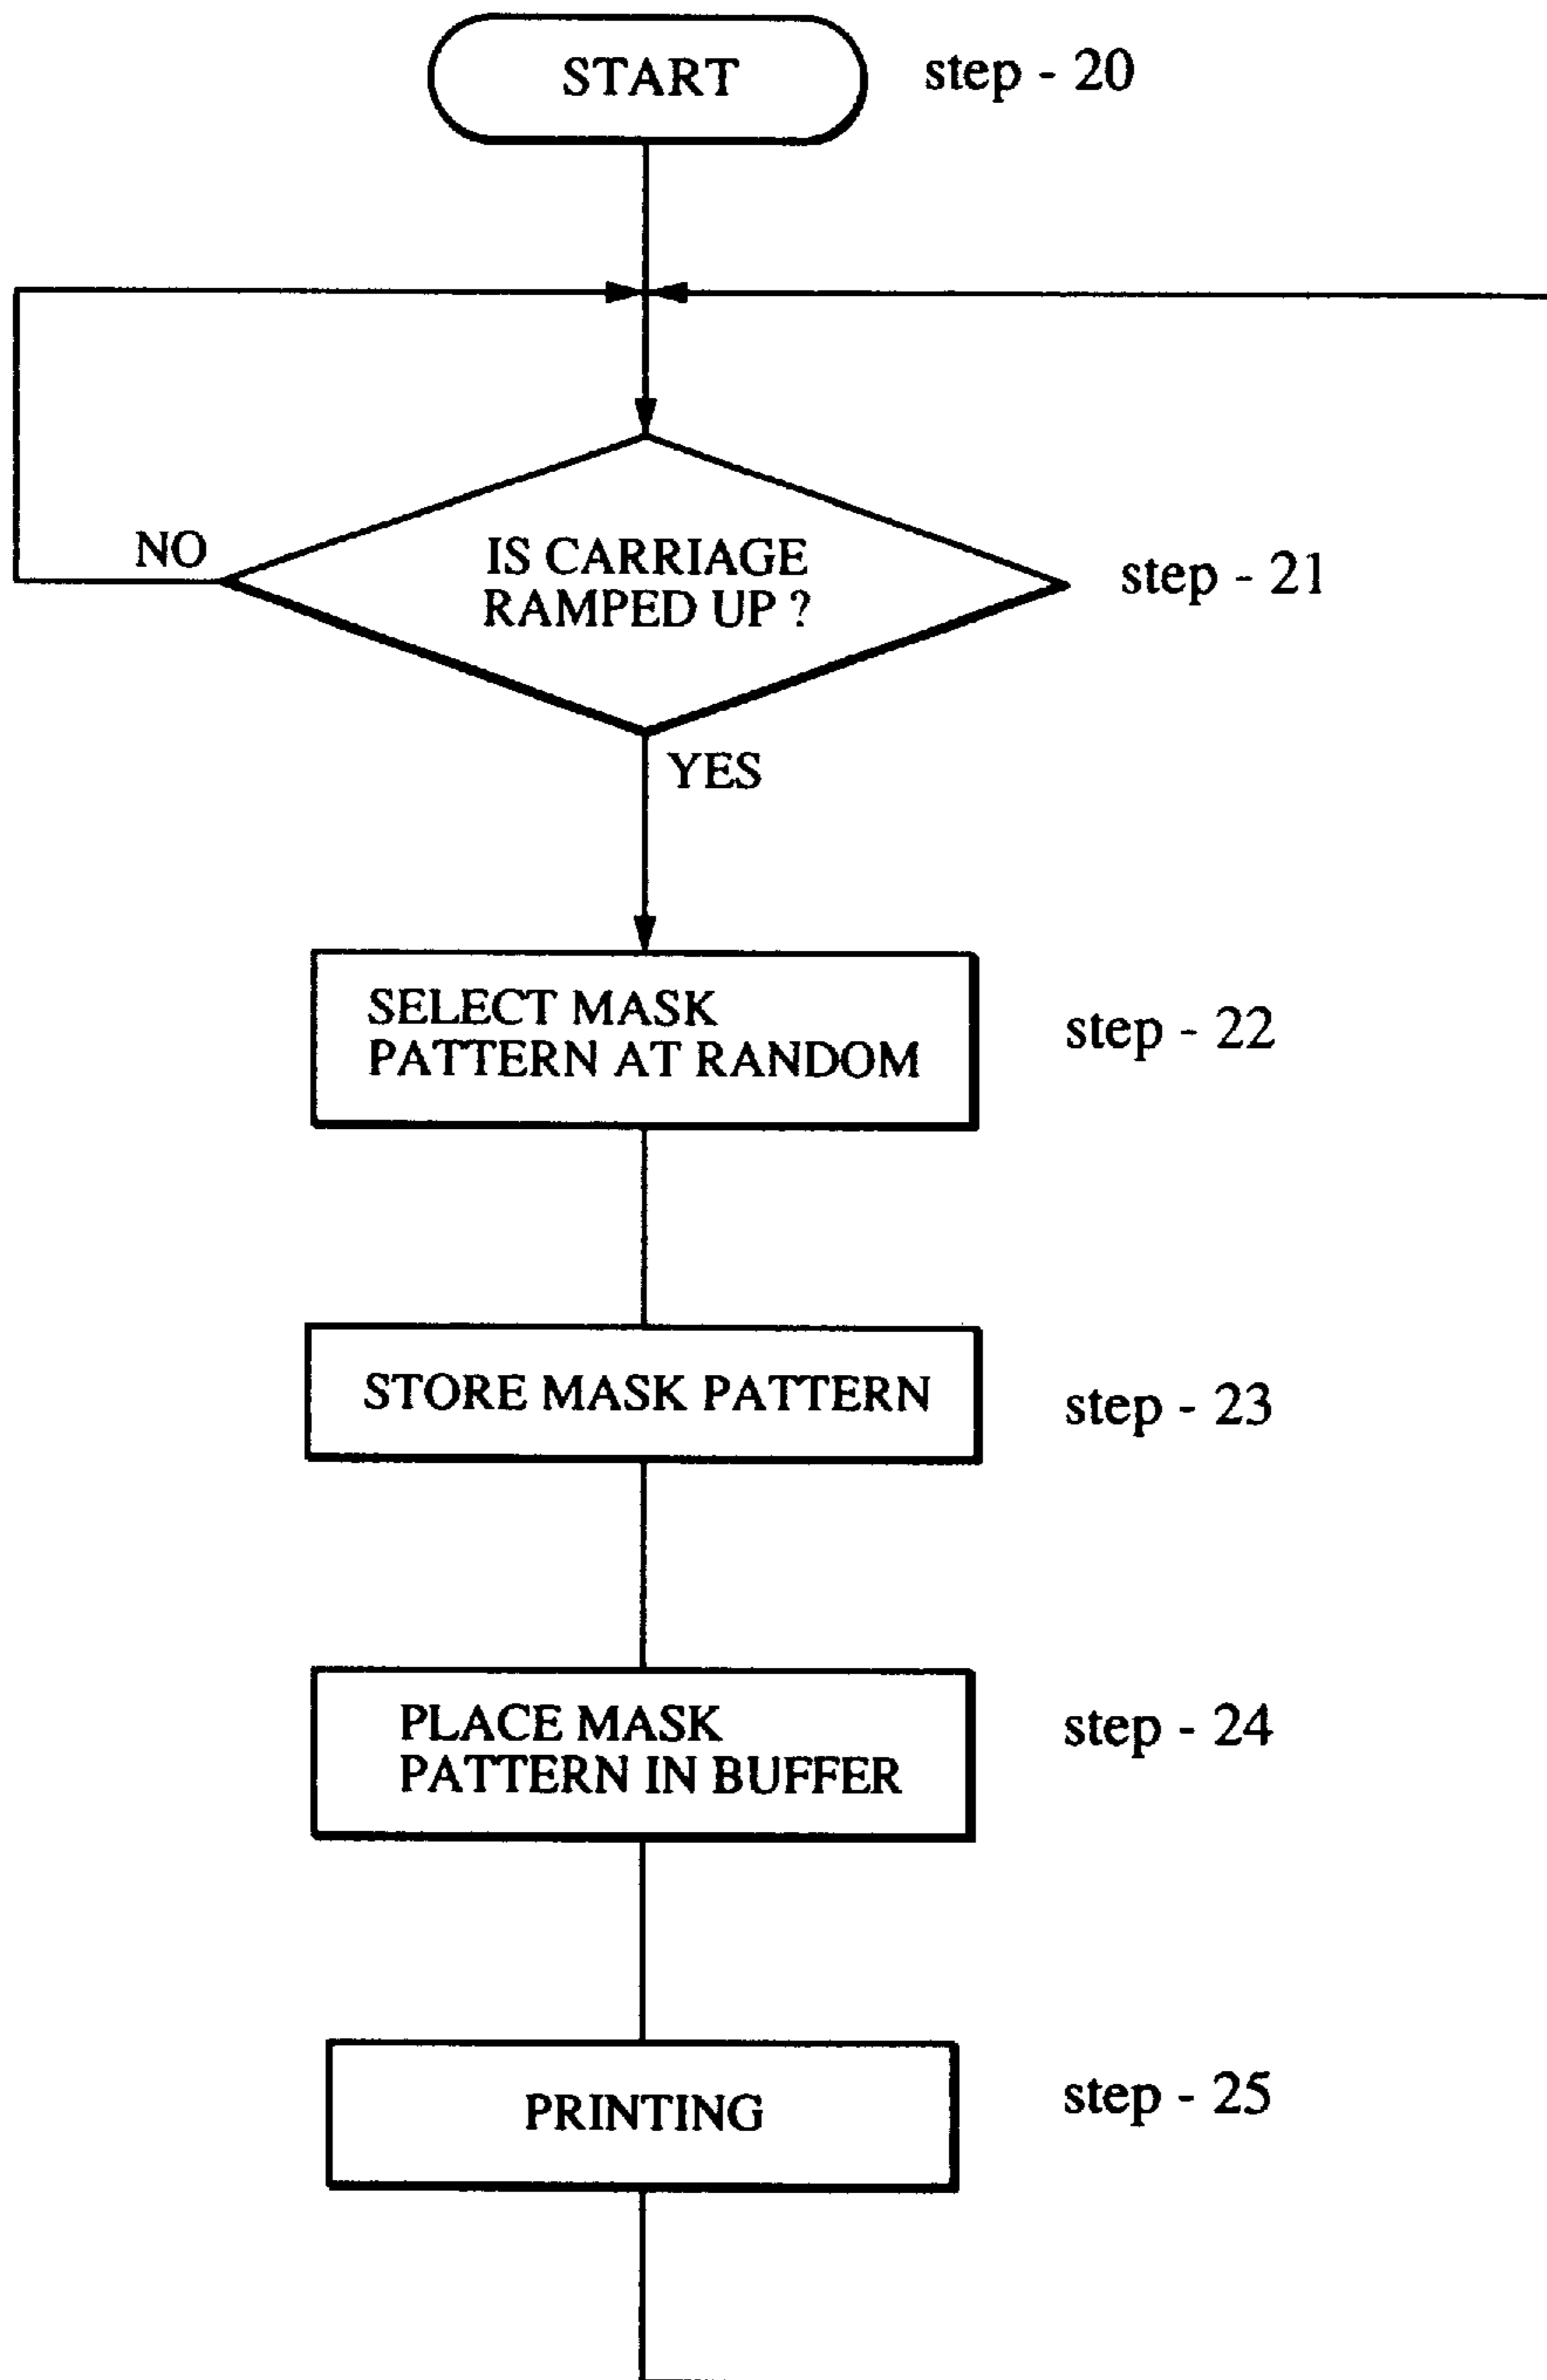 START
step - 20
NO
IS CARRIAGE
RAMPED UP ?
step - 21
YES
SELECT MASK
PATTERN AT RANDOM
step - 22
STORE MASK PATTERN
step - 23
PLACE MASK
PATTERN IN BUFFER
step - 24
PRINTING
step - 25